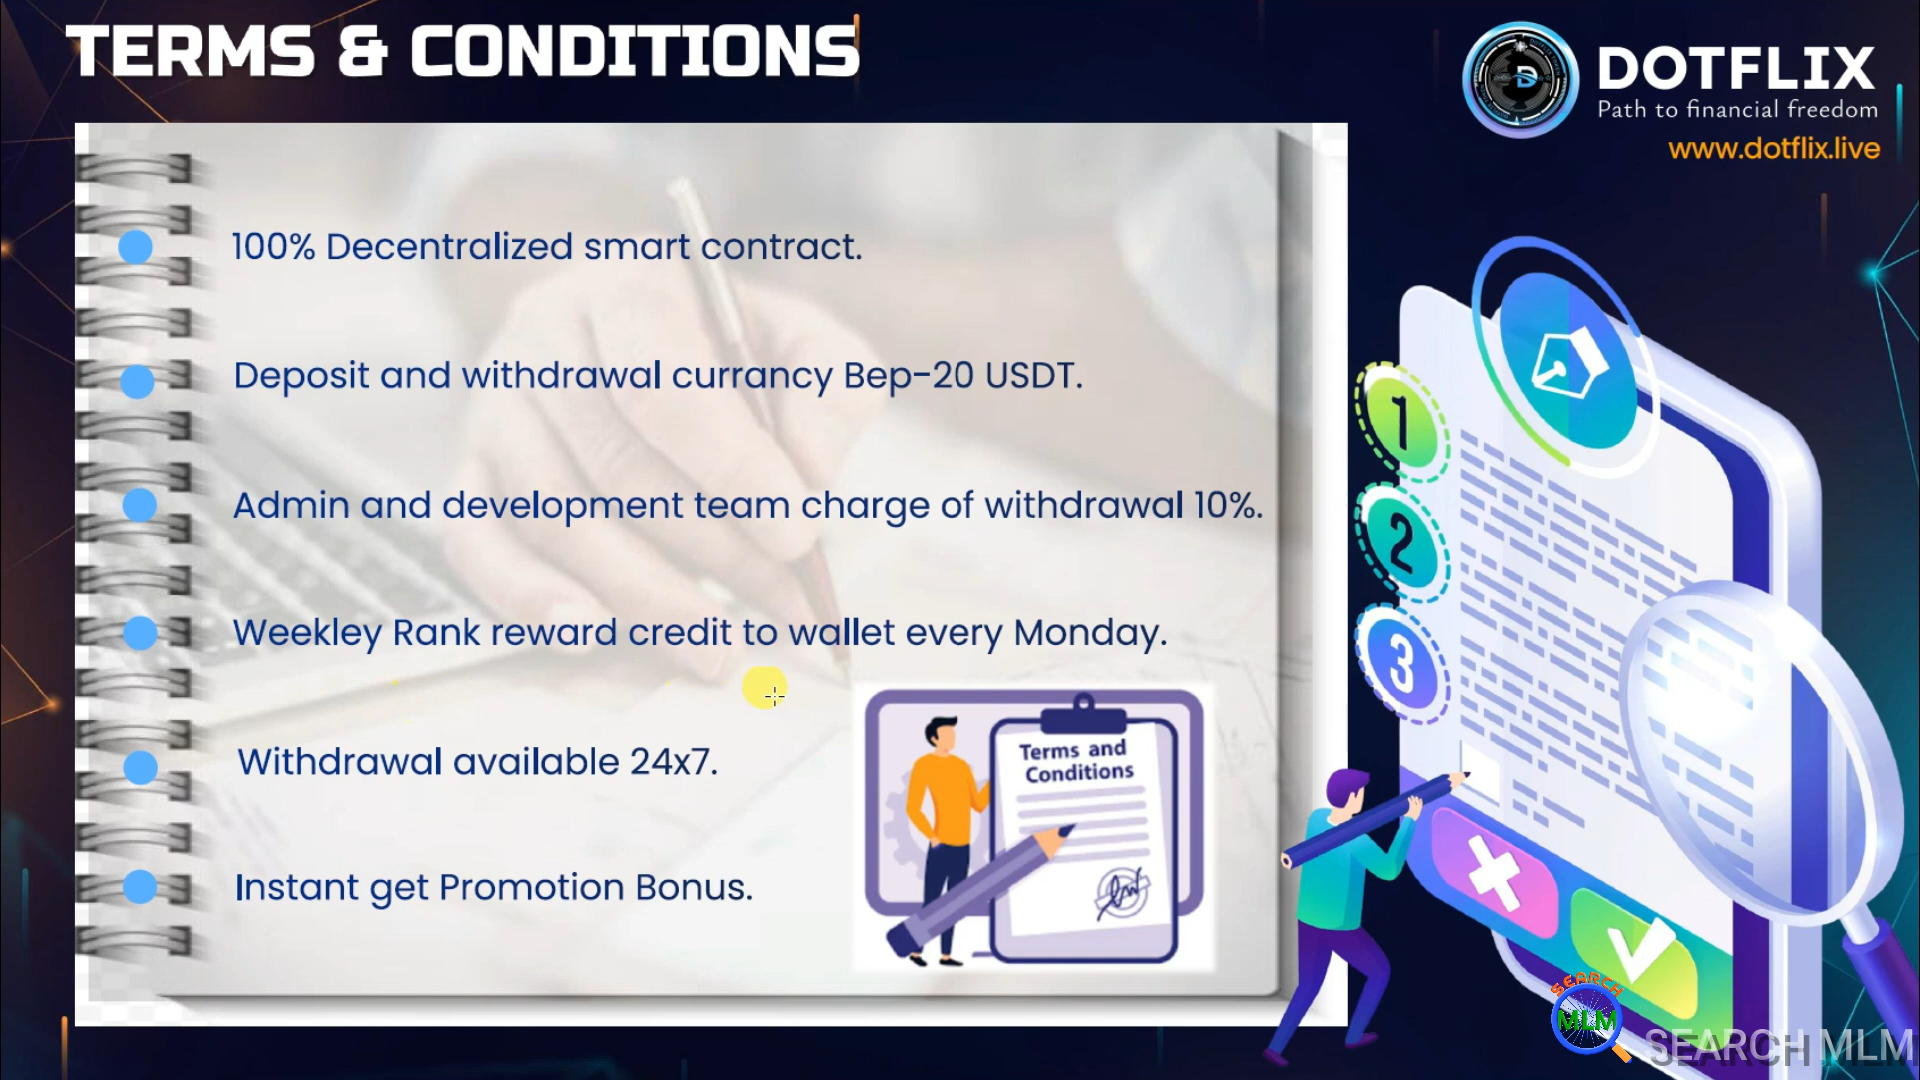 TERMS & CONDITIONS
DOTFLIX
Path to financial freedom
www.dotflix.live
100% Decentralized smart contract.
Deposit and withdrawal currancy Bep-20 USDT.
Admin and development team charge of withdrawal 10%.
Weekley Rank reward credit to wallet every Monday.
Withdrawal available 24x7.
Instant get Promotion Bonus.
Terms and
Conditions
1
2
3
SEARCH
MLM
SEARCH MLM